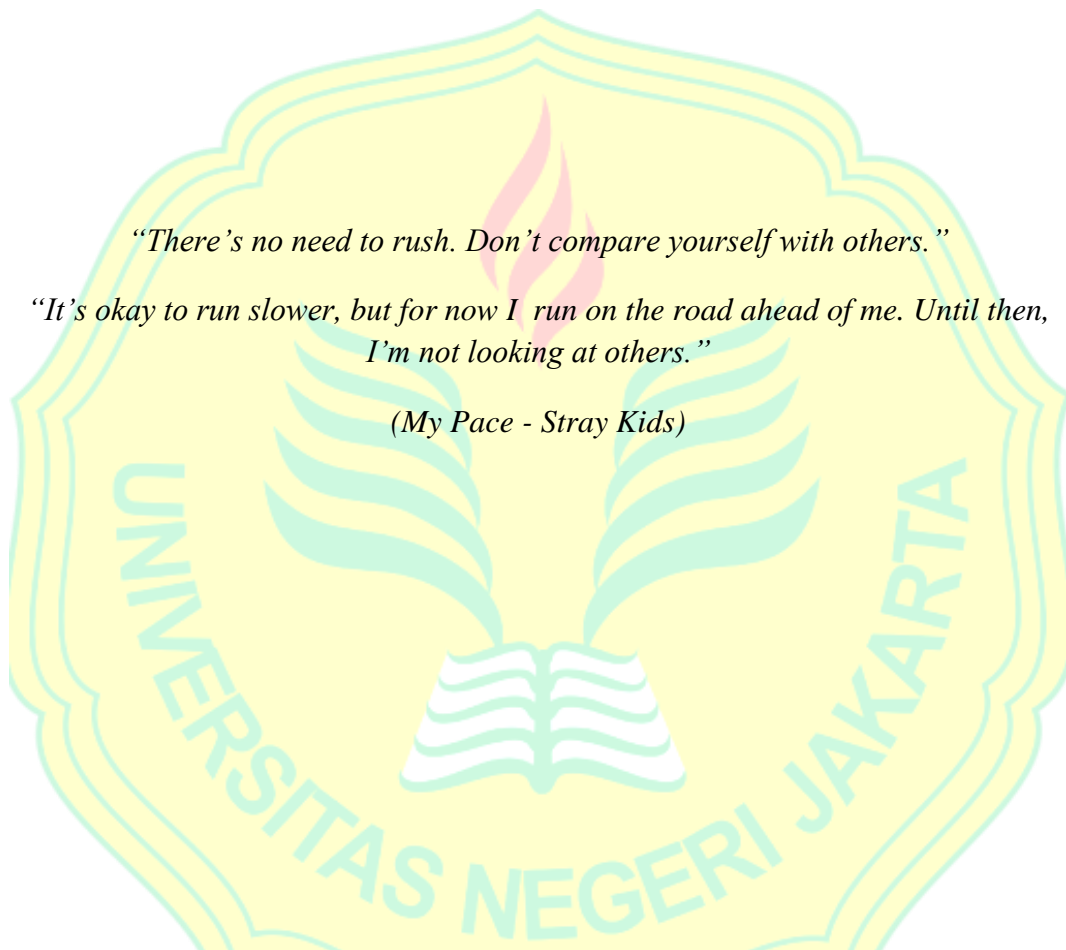 “There’s no need to rush. Don’t compare yourself with others.”
“It’s okay to run slower, but for now I run on the road ahead of me. Until then,
I’m not looking at others.”
(My Pace - Stray Kids)
UNIVERSITAS NEGERI JAKARTA